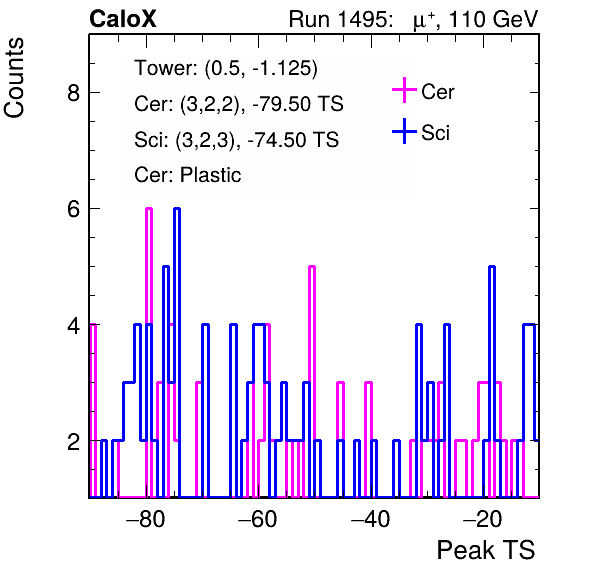 CaloX Run 1495: μ⁺, 110 GeV
Counts
Tower: (0.5, -1.125)
Cer: (3,2,2), -79.50 TS
Sci: (3,2,3), -74.50 TS
Cer: Plastic
Cer
Sci
8
6
4
2
−80 −60 −40 −20
Peak TS